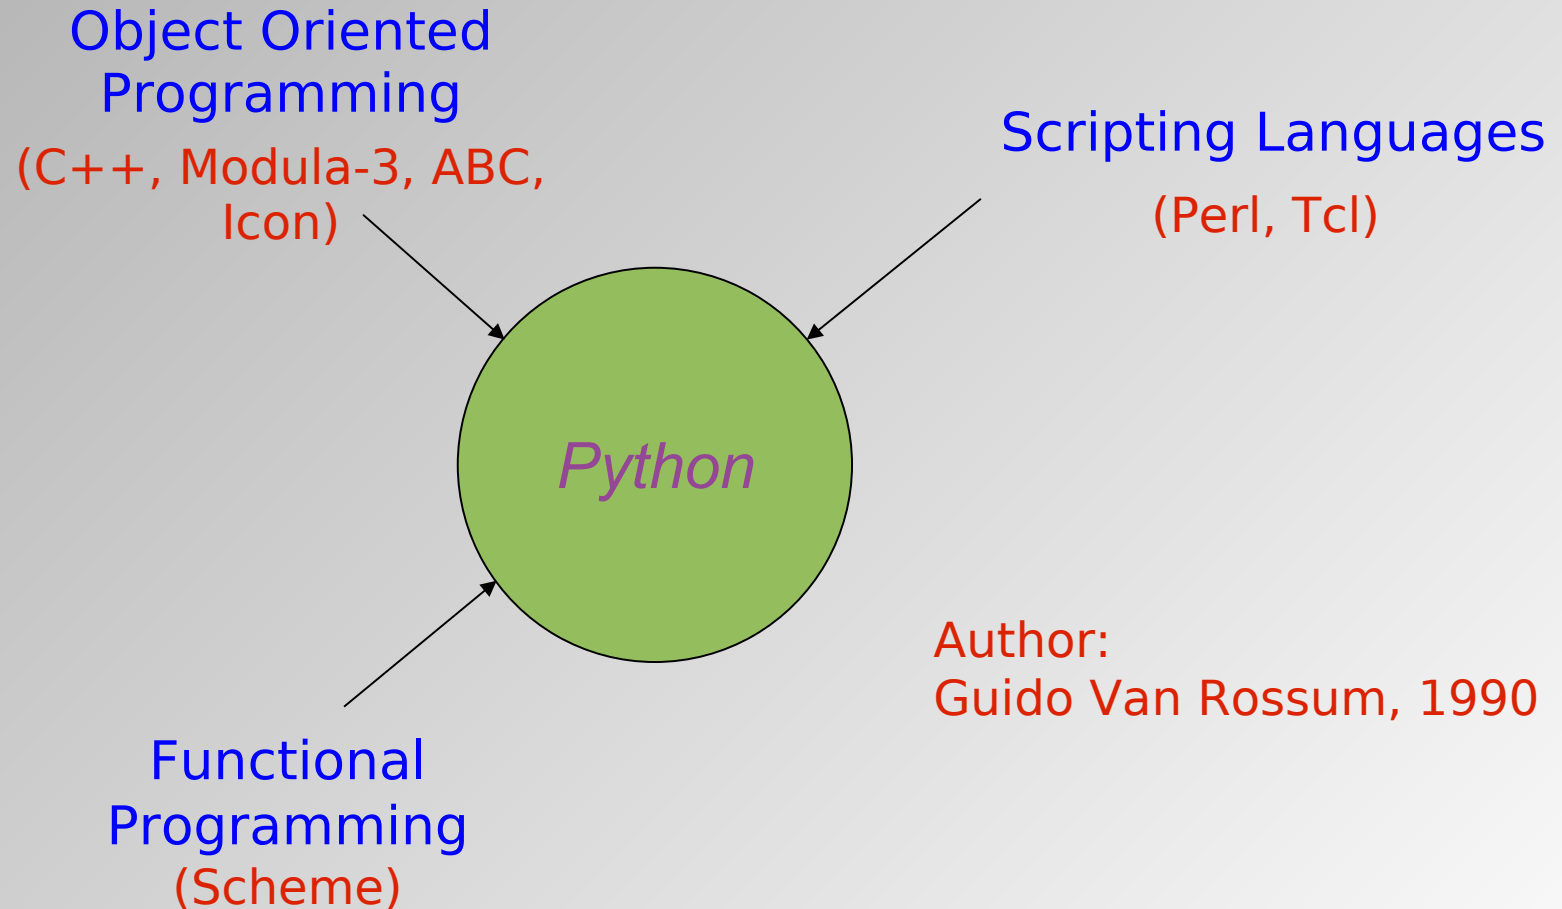 Object Oriented
Programming
(C++, Modula-3, ABC,
Icon)
Scripting Languages
(Perl, Tcl)
Python
Author:
Guido Van Rossum, 1990
Functional
Programming
(Scheme)